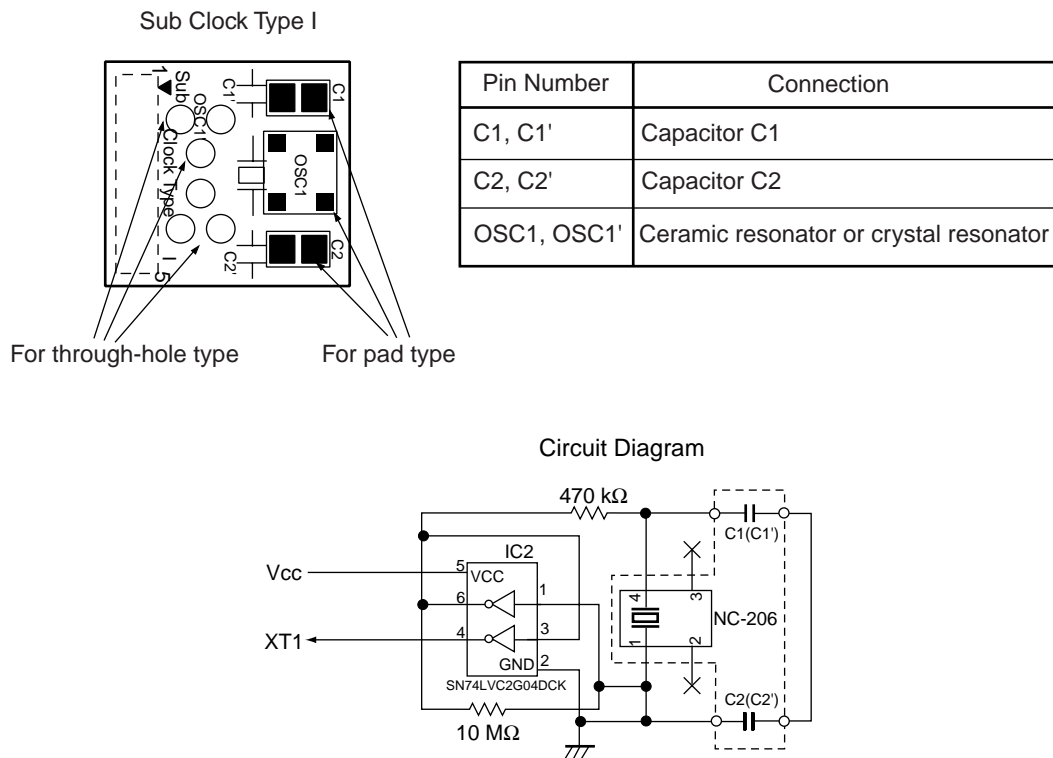 Sub Clock Type I
1
Sub Clock Type I
5
OSC1'
C1'
C1
OSC1
C2'
C2
For through-hole type
For pad type
Pin Number Connection
C1, C1' Capacitor C1
C2, C2' Capacitor C2
OSC1, OSC1' Ceramic resonator or crystal resonator
Circuit Diagram
470 kΩ
C1(C1')
IC2
Vcc
5 VCC
6 1
4 3
XT1
GND 2
SN74LVC2G04DCK
10 MΩ
4 3
NC-206
1 2
C2(C2')